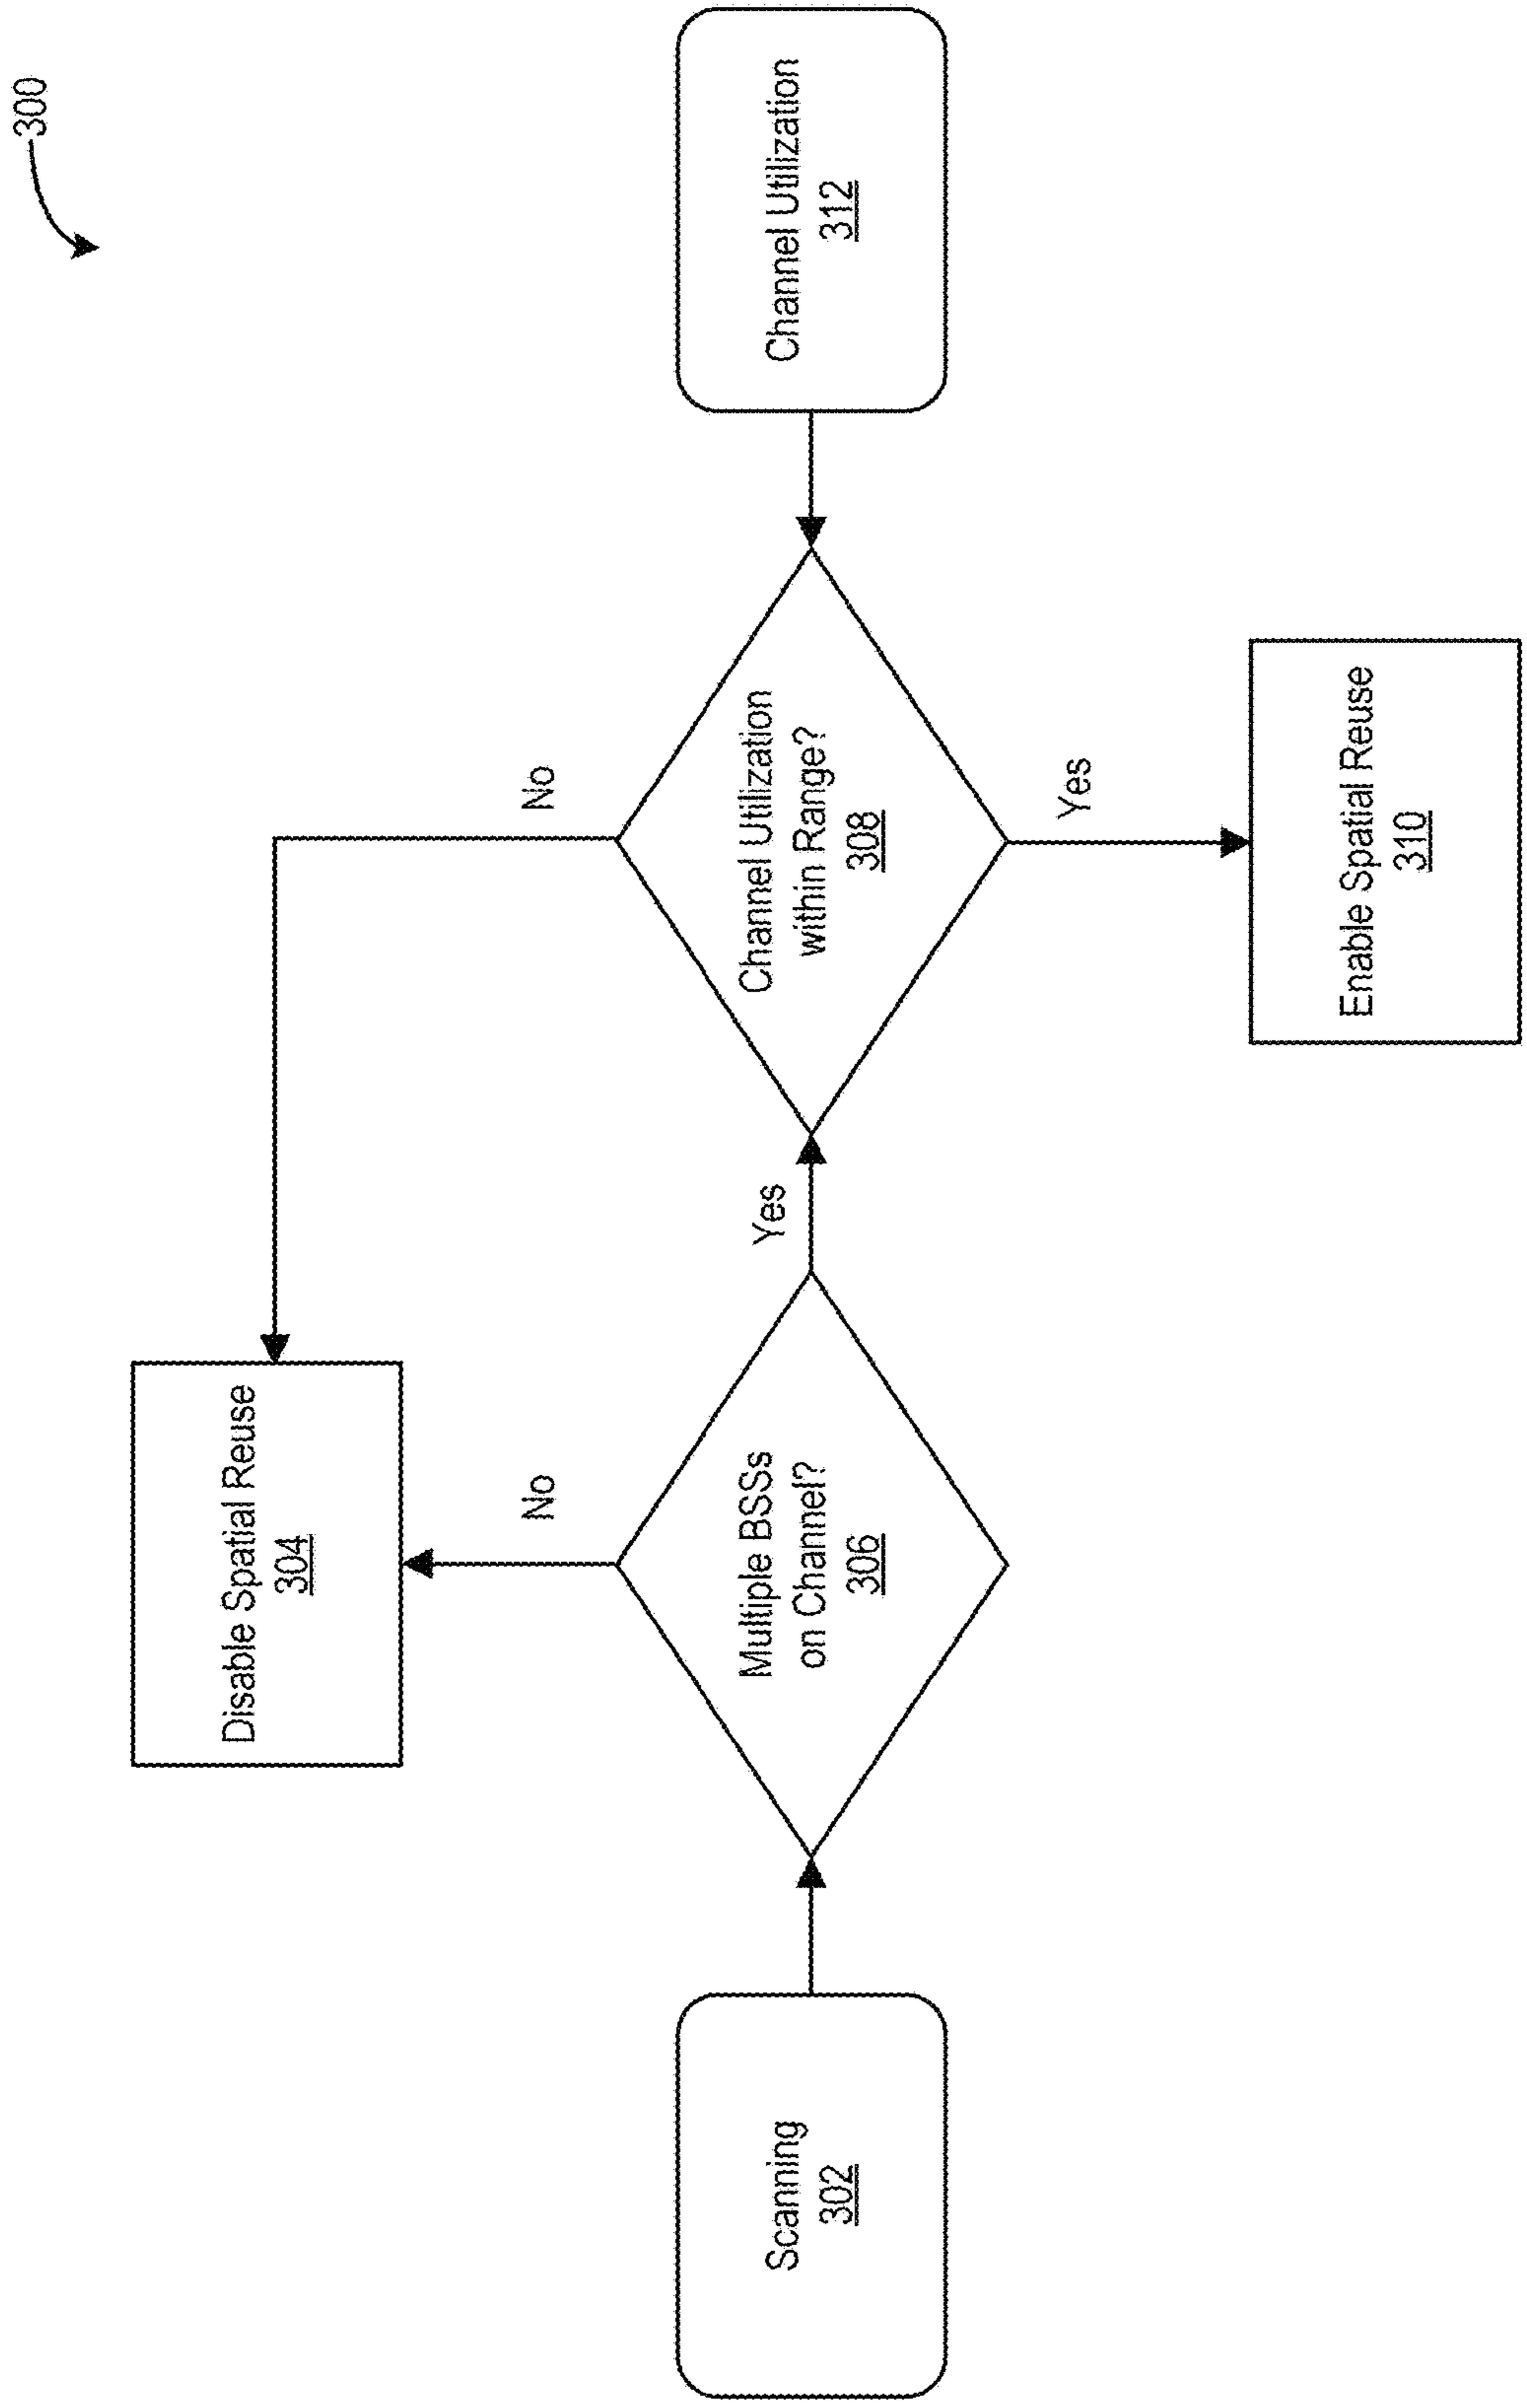 300
Disable Spatial Reuse
304
No
No
Scanning
302
Multiple BSSs
on Channel?
306
Yes
Channel Utilization
within Range?
308
Channel Utilization
312
Yes
Enable Spatial Reuse
310